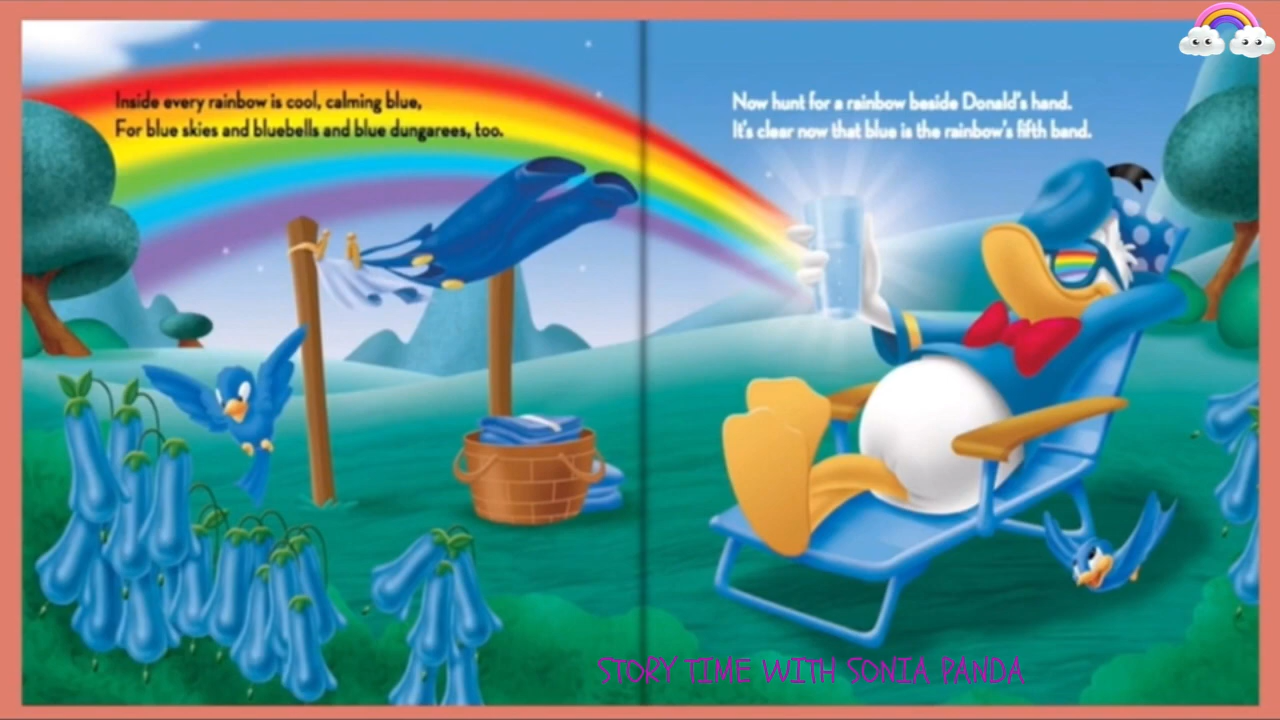 Inside every rainbow is cool, calming blue,
For blue skies and bluebells and blue dungarees, too.
Now hunt for a rainbow beside Donald's hand.
It's clear now that blue is the rainbow's fifth band.
STORY TIME WITH SONIA PANDA